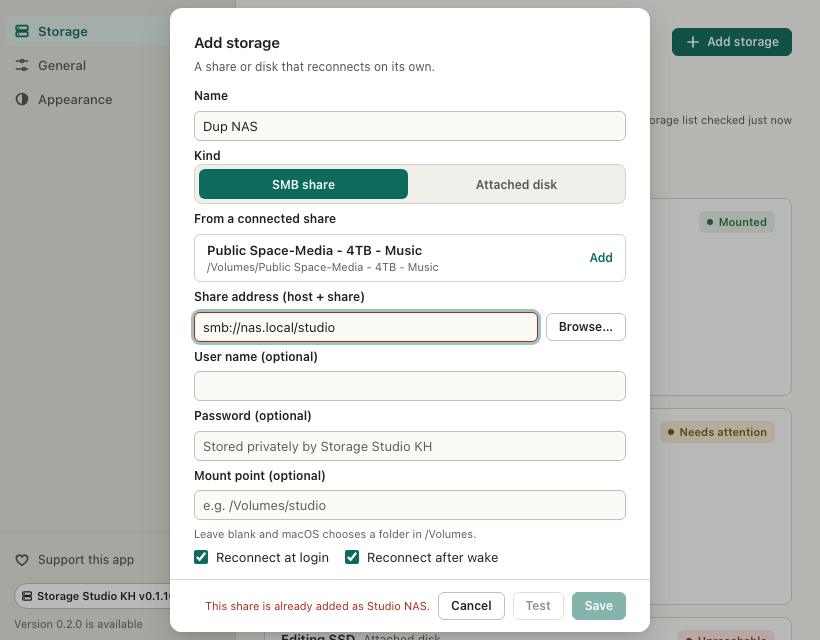 Storage
General
Appearance
Add storage
orage list checked just now
Mounted
Needs attention
Unreachable
Editing SSD Attached disk
Support this app
Storage Studio KH v0.1.1
Version 0.2.0 is available
Add storage
A share or disk that reconnects on its own.
Name
Dup NAS
Kind
SMB share
Attached disk
From a connected share
Public Space-Media - 4TB - Music
/Volumes/Public Space-Media - 4TB - Music
Add
Share address (host + share)
smb://nas.local/studio
Browse...
User name (optional)
Password (optional)
Stored privately by Storage Studio KH
Mount point (optional)
e.g. /Volumes/studio
Leave blank and macOS chooses a folder in /Volumes.
Reconnect at login
Reconnect after wake
This share is already added as Studio NAS.
Cancel
Test
Save